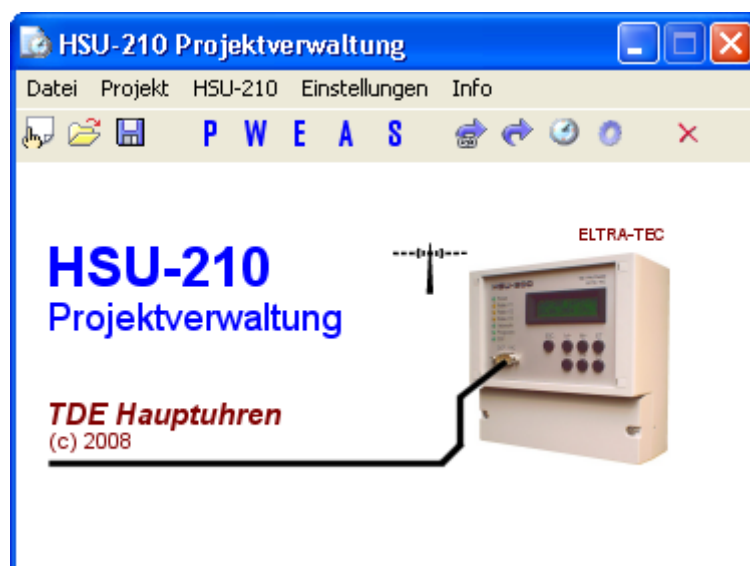 HSU-210 Projektverwaltung
Datei Projekt HSU-210 Einstellungen Info
P W E A S
ELTRA-TEC
HSU-210
Projektverwaltung
TDE Hauptuhren
(c) 2008